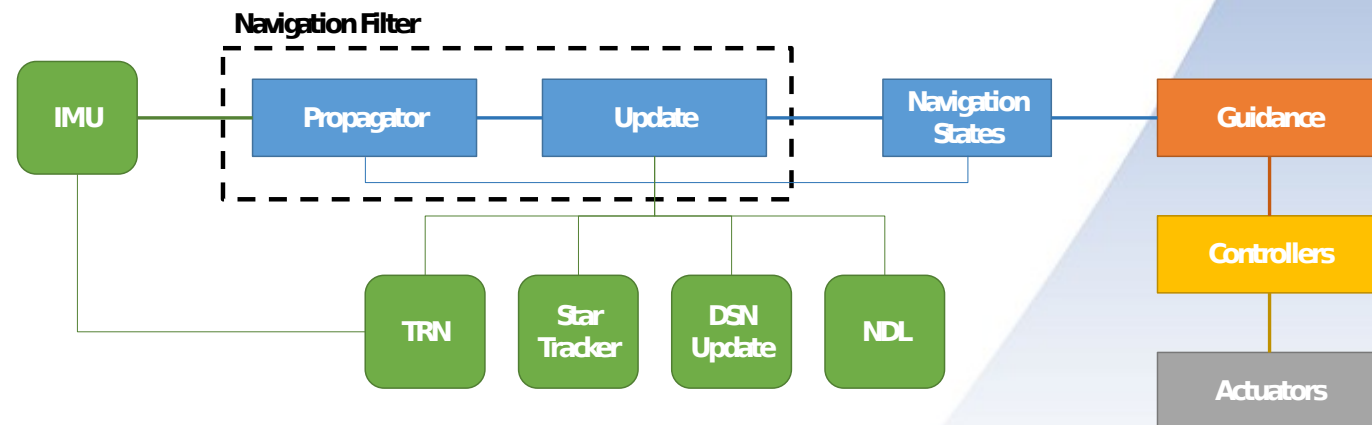 Navigation Filter
IMU
Propagator
Update
Navigation
States
Guidance
Controllers
TRN
Star
Tracker
DSN
Update
NDL
Actuators